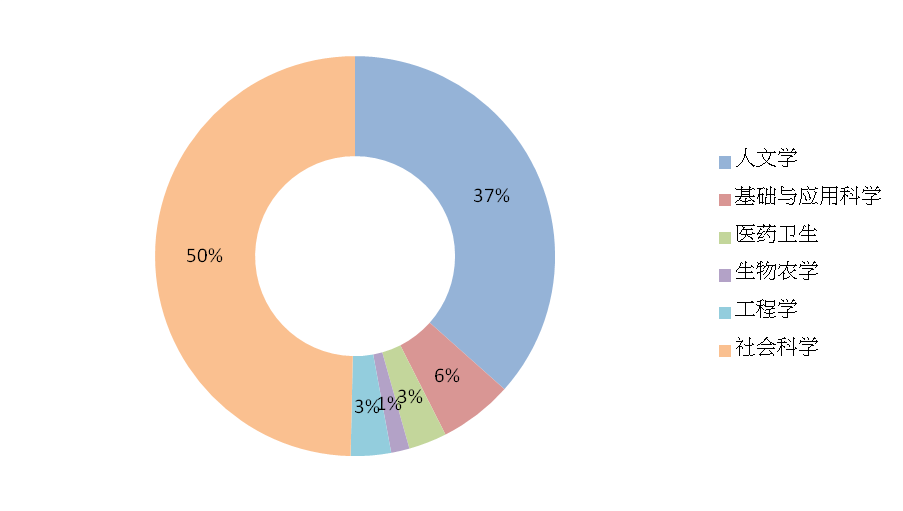 37%
50%
6%
3%
1%
3%
人文学
基础与应用科学
医药卫生
生物农学
工程学
社会科学